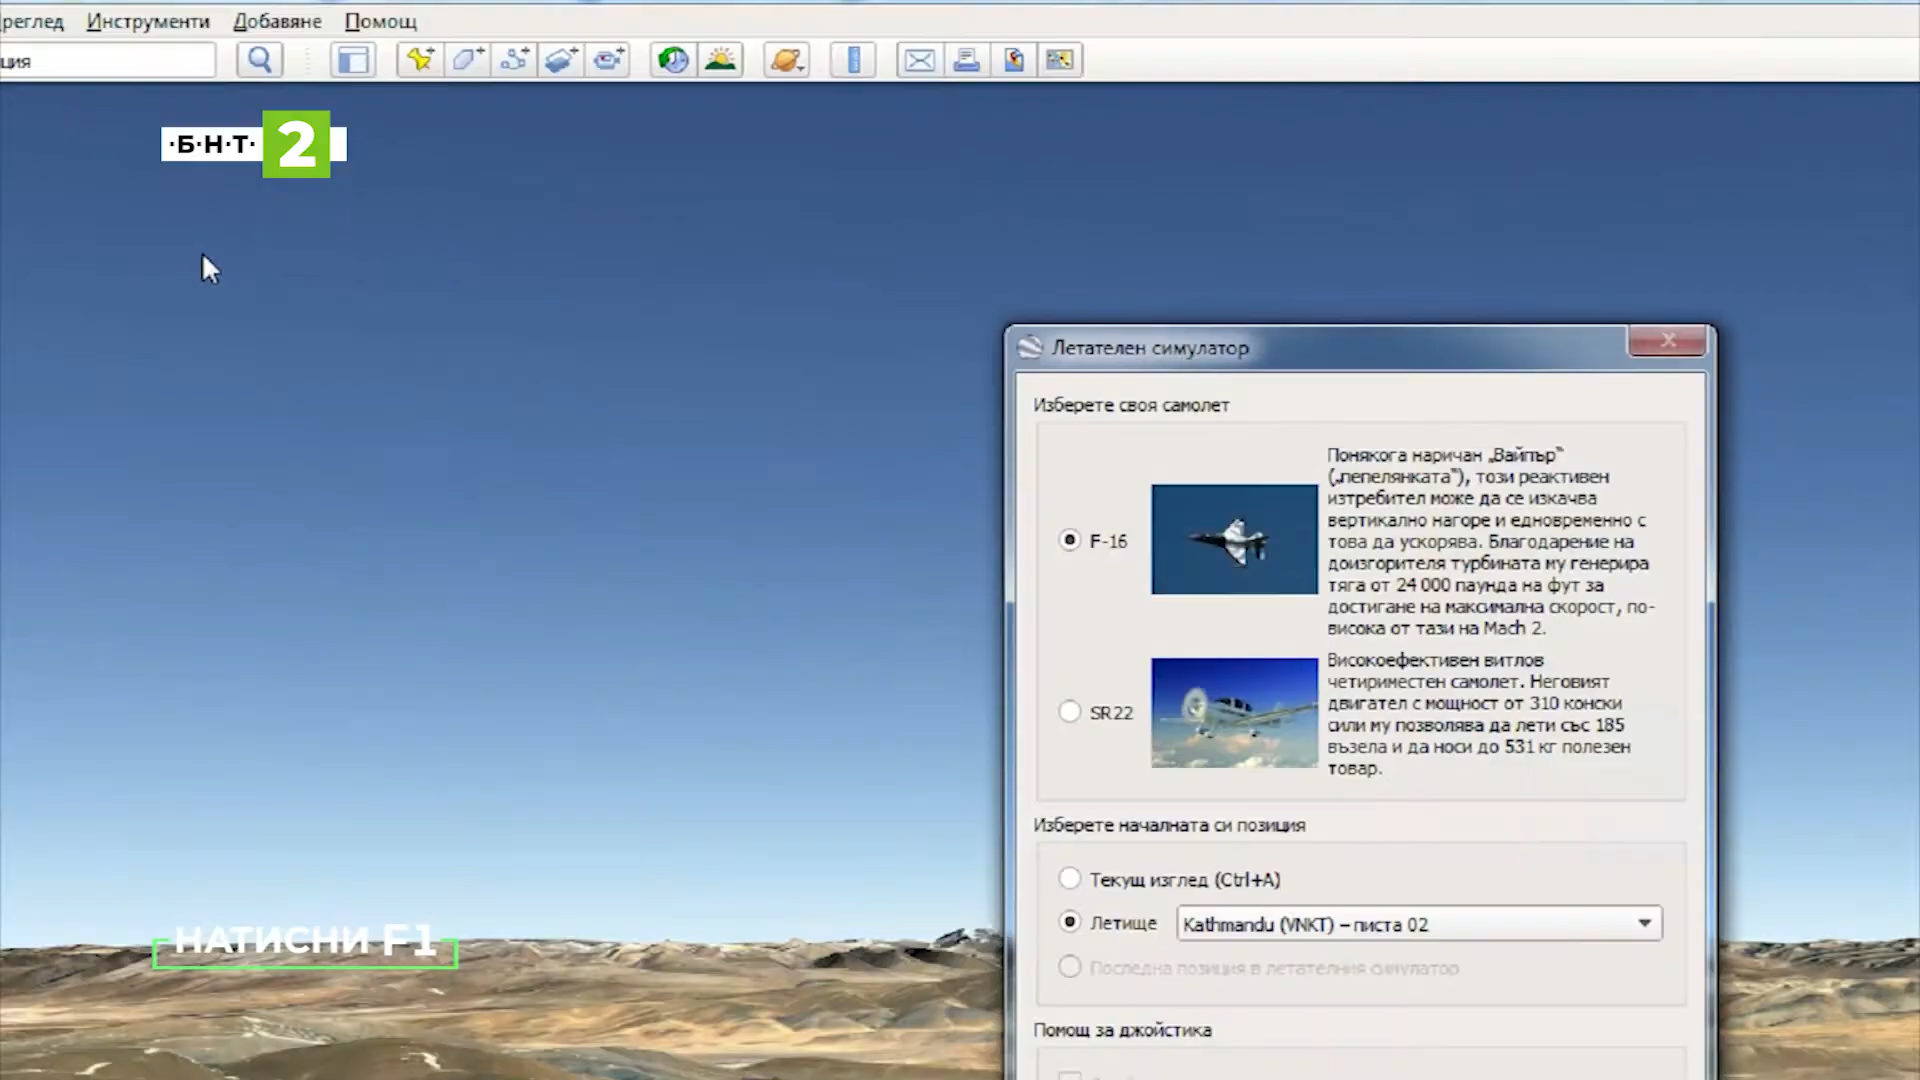 Инструменти Добавяне Помощ
ция
·Б·Н·Т· 2
Летателен симулатор
Изберете своя самолет
F-16
Понякога наричан „Вайпър“
(„пепелянката“), този реактивен
изтребител може да се изкачва
вертикално нагоре и едновременно с
това да ускорява. Благодарение на
доизгорителя турбината му генерира
тяга от 24 000 паунда на фут за
достигане на максимална скорост, по-
висока от тази на Mach 2.
SR22
Високоефективен витлов
четириместен самолет. Неговият
двигател с мощност от 310 конски
сили му позволява да лети със 185
възела и да носи до 531 кг полезен
товар.
Изберете началната си позиция
Текущ изглед (Ctrl+A)
Летище Kathmandu (VNKT) – писта 02
Последна позиция в летателния симулатор
Помощ за джойстика
НАТИСНИ F1